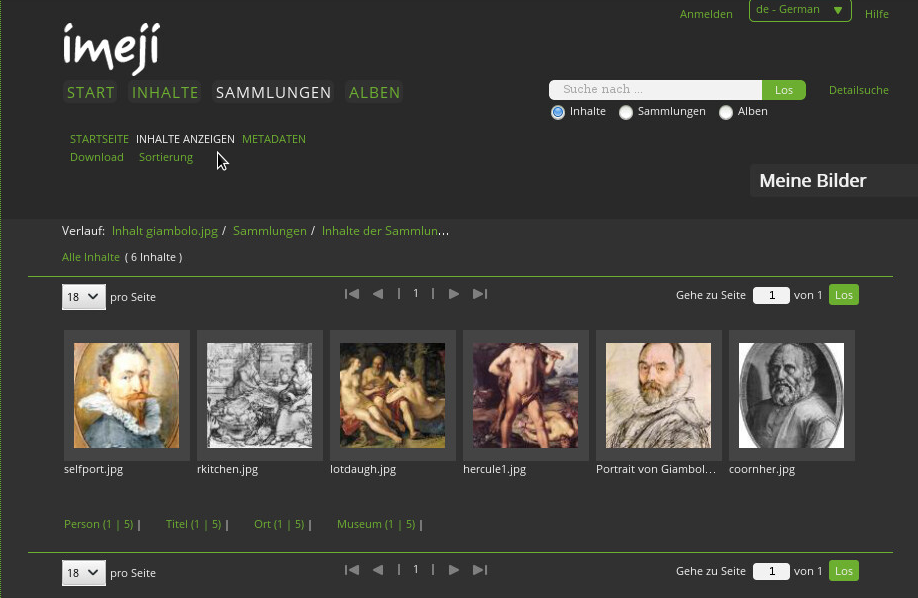 Anmelden de - German Hilfe
imeji
START INHALTE SAMMLUNGEN ALBEN
Suche nach ... Los Detailsuche
Inhalte Sammlungen Alben
STARTSEITE INHALTE ANZEIGEN METADATEN
Download Sortierung
Meine Bilder
Verlauf: Inhalt giambolo.jpg / Sammlungen / Inhalte der Sammlun...
Alle Inhalte ( 6 Inhalte )
18 pro Seite | 1 | Gehe zu Seite 1 von 1 Los
selfport.jpg rkitchen.jpg lotdaugh.jpg hercule1.jpg Portrait von Giambol... coornher.jpg
Person (1 | 5) | Titel (1 | 5) | Ort (1 | 5) | Museum (1 | 5) |
18 pro Seite | 1 | Gehe zu Seite 1 von 1 Los